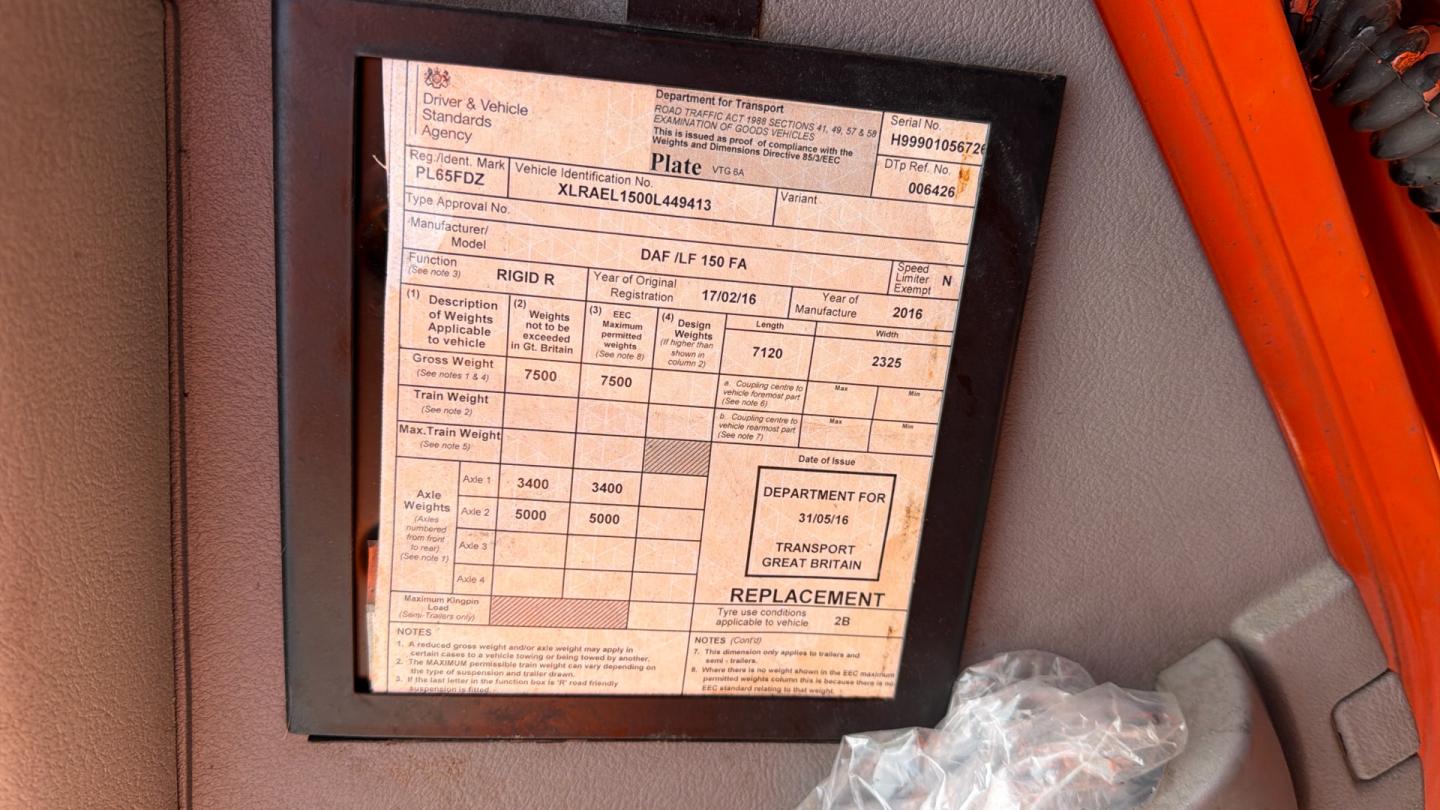 Driver & Vehicle
Standards
Agency
Department for Transport
ROAD TRAFFIC ACT 1988 SECTIONS 41, 49, 57 & 58
EXAMINATION OF GOODS VEHICLES
This is issued as proof of compliance with the
Weights and Dimensions Directive 85/3/EEC
Plate VTG 6A
Serial No.
H99901056726
DTp Ref. No.
006426
Reg./Ident. Mark
PL65FDZ
Vehicle Identification No.
XLRAEL1500L449413
Variant
Type Approval No.
Manufacturer/
Model
DAF /LF 150 FA
Speed
Limiter
Exempt
N
Function
(See note 3)
RIGID R
Year of Original
Registration
17/02/16
Year of
Manufacture
2016
(1) Description
of Weights
Applicable
to vehicle
(2) Weights
not to be
exceeded
in Gt. Britain
(3) EEC
Maximum
permitted
weights
(See note 8)
(4) Design
Weights
(If higher than
shown in
column 2)
Length
7120
Width
2325
Gross Weight
(See notes 1 & 4)
7500
7500
a. Coupling centre to
vehicle foremost part
(See note 6)
Max
Min
Train Weight
(See note 2)
b. Coupling centre to
vehicle rearmost part
(See note 7)
Max
Min
Max.Train Weight
(See note 5)
Axle
Weights
(Axles
numbered
from front
to rear)
(See note 1)
Axle 1
3400
3400
Axle 2
5000
5000
Axle 3
Axle 4
Maximum Kingpin
Load
(Semi-Trailers only)
Date of Issue
DEPARTMENT FOR
31/05/16
TRANSPORT
GREAT BRITAIN
REPLACEMENT
Tyre use conditions
applicable to vehicle
2B
NOTES
1. A reduced gross weight and/or axle weight may apply in
certain cases to a vehicle towing or being towed by another.
2. The MAXIMUM permissible train weight can vary depending on
the type of suspension and trailer drawn.
3. If the last letter in the function box is 'R' road friendly
suspension is fitted.
NOTES (Cont'd)
7. This dimension only applies to trailers and
semi - trailers.
8. Where there is no weight shown in the EEC maximum
permitted weights column this is because there is no
EEC standard relating to that weight.